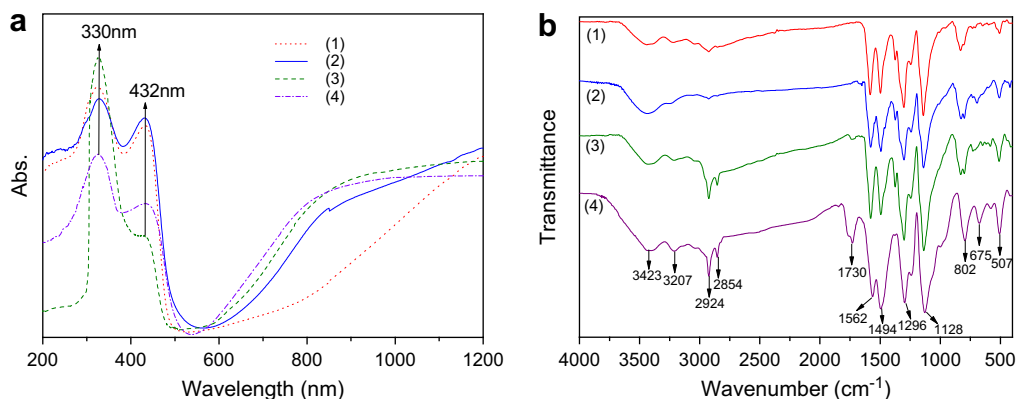 a
330nm
432nm
(1)
(2)
(3)
(4)
Abs.
200 400 600 800 1000 1200
Wavelength (nm)
b
(1)
(2)
(3)
(4)
Transmittance
3423
3207
2924
2854
1730
1562
1494
1296
1128
802
675
507
4000 3500 3000 2500 2000 1500 1000 500
Wavenumber (cm⁻¹)